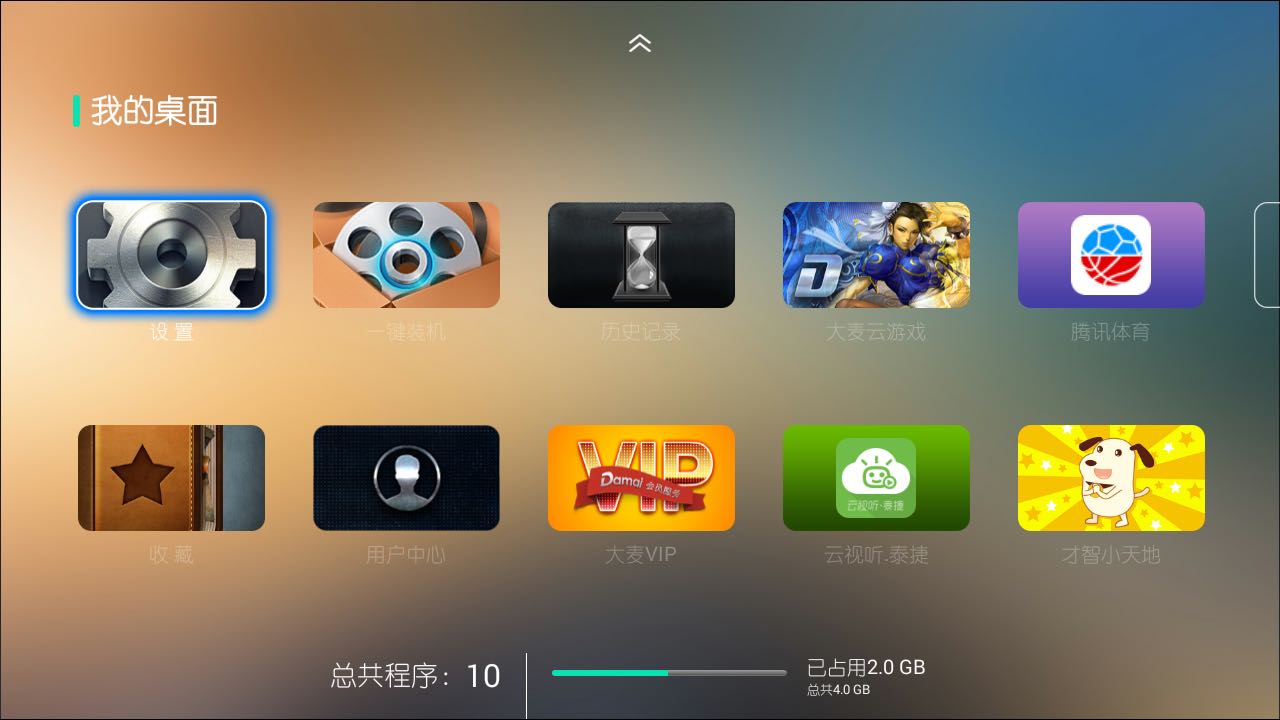 我的桌面
设 置
一键装机
历史记录
D
大麦云游戏
腾讯体育
收 藏
用户中心
VIP
Damai 会员服务
大麦VIP
云视听·泰捷
云视听.泰捷
才智小天地
总共程序：10
已占用2.0 GB
总共4.0 GB